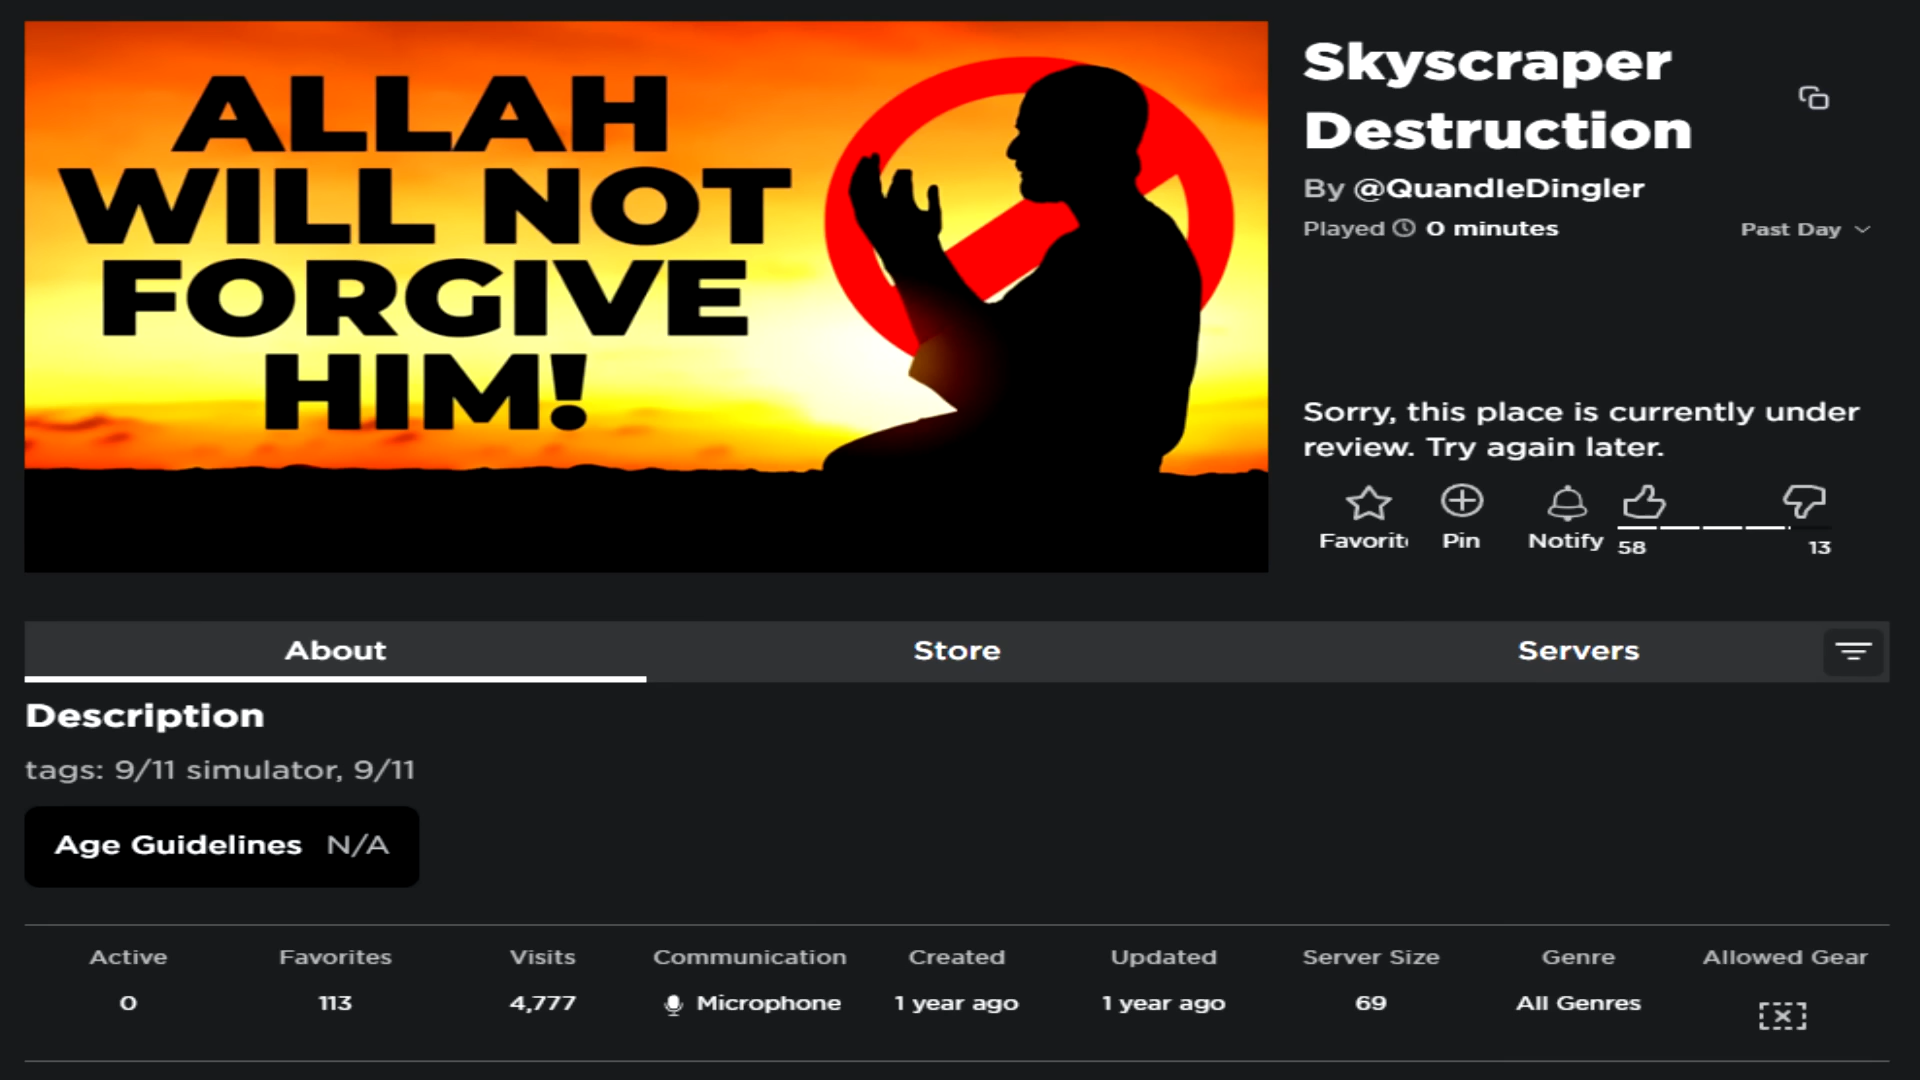 ALLAH
WILL NOT
FORGIVE
HIM!
Skyscraper
Destruction
By @QuandleDingler
Played 0 minutes
Past Day
Sorry, this place is currently under
review. Try again later.
Favorite Pin Notify 58 13
About Store Servers
Description
tags: 9/11 simulator, 9/11
Age Guidelines N/A
Active Favorites Visits Communication Created Updated Server Size Genre Allowed Gear
0 113 4,777 Microphone 1 year ago 1 year ago 69 All Genres